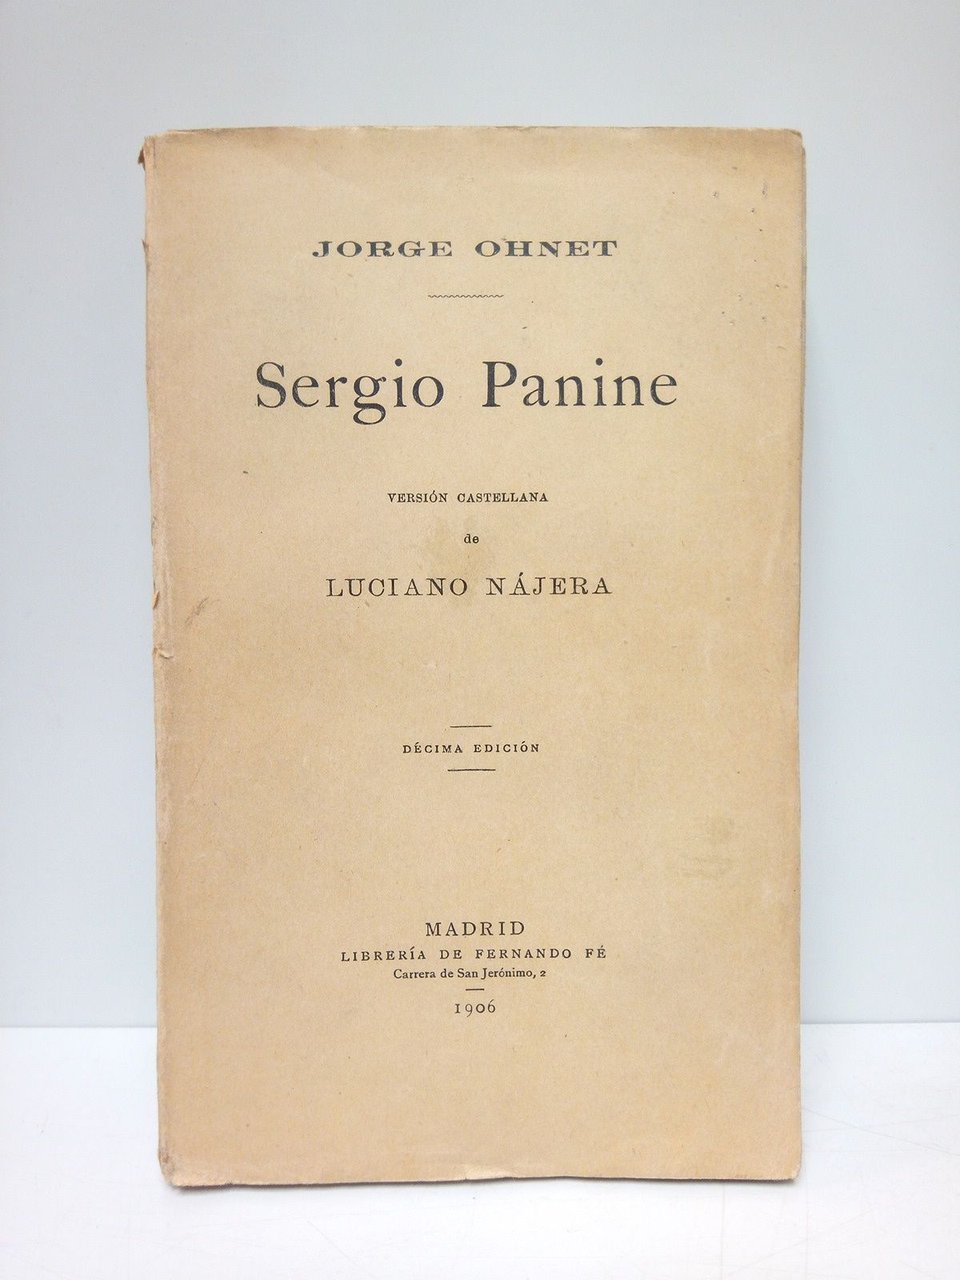 JORGE OHNET
Sergio Panine
VERSIÓN CASTELLANA
de
LUCIANO NÁJERA
DÉCIMA EDICIÓN
MADRID
LIBRERÍA DE FERNANDO FÉ
Carrera de San Jerónimo, 2
1906